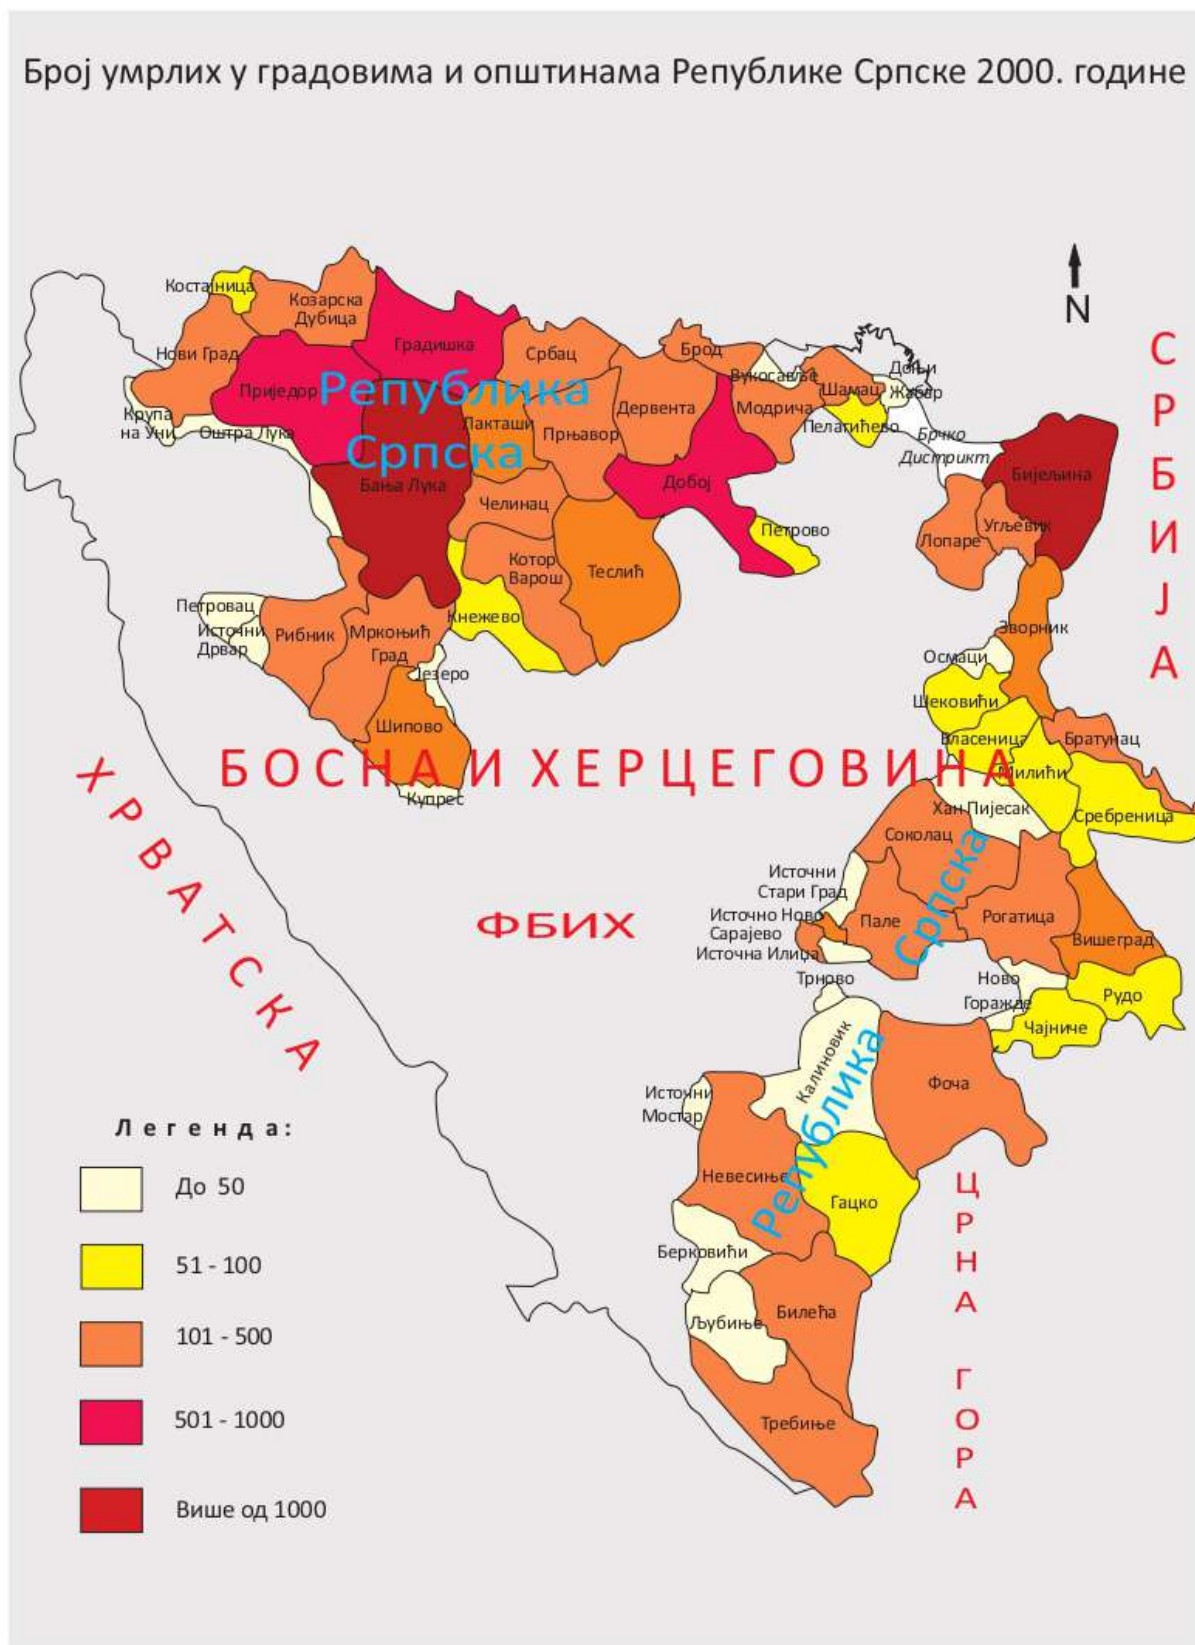 Број умрлих у градовима и општинама Републике Српске 2000. године
N
СРБИЈА
Костајница
Козарска
Дубица
Нови Град
Градишка
Србац
Брод
Вукосавље
Шамац
Доњи
Жабар
Приједор
Република
Српска
Крупа
на Уни
Оштра Лука
Лакташи
Прњавор
Дервента
Модрича
Пелагићево
Брчко
Дистрикт
Бијељина
Бања Лука
Добој
Челинац
Петрово
Лопаре
Угљевик
Котор
Варош
Теслић
Петровац
Источни
Дрвар
Рибник
Мркоњић
Град
Кнежево
Зворник
Језеро
Осмаци
Шековићи
Шипово
Власеница
Братунац
БОСНА И ХЕРЦЕГОВИНА
Милићи
Купрес
Хан Пијесак
Сребреница
Соколац
ХРВАТСКА
Источни
Стари Град
Српска
Источно Ново
Сарајево
Источна Илиџа
Пале
Рогатица
ФБИХ
Вишеград
Трново
Ново
Горажде
Рудо
Чајниче
Калиновик
Република
Фоча
Источни
Мостар
Невесиње
Гацко
ЦРНА ГОРА
Берковићи
Љубиње
Билећа
Требиње
Легенда:
До 50
51 - 100
101 - 500
501 - 1000
Више од 1000